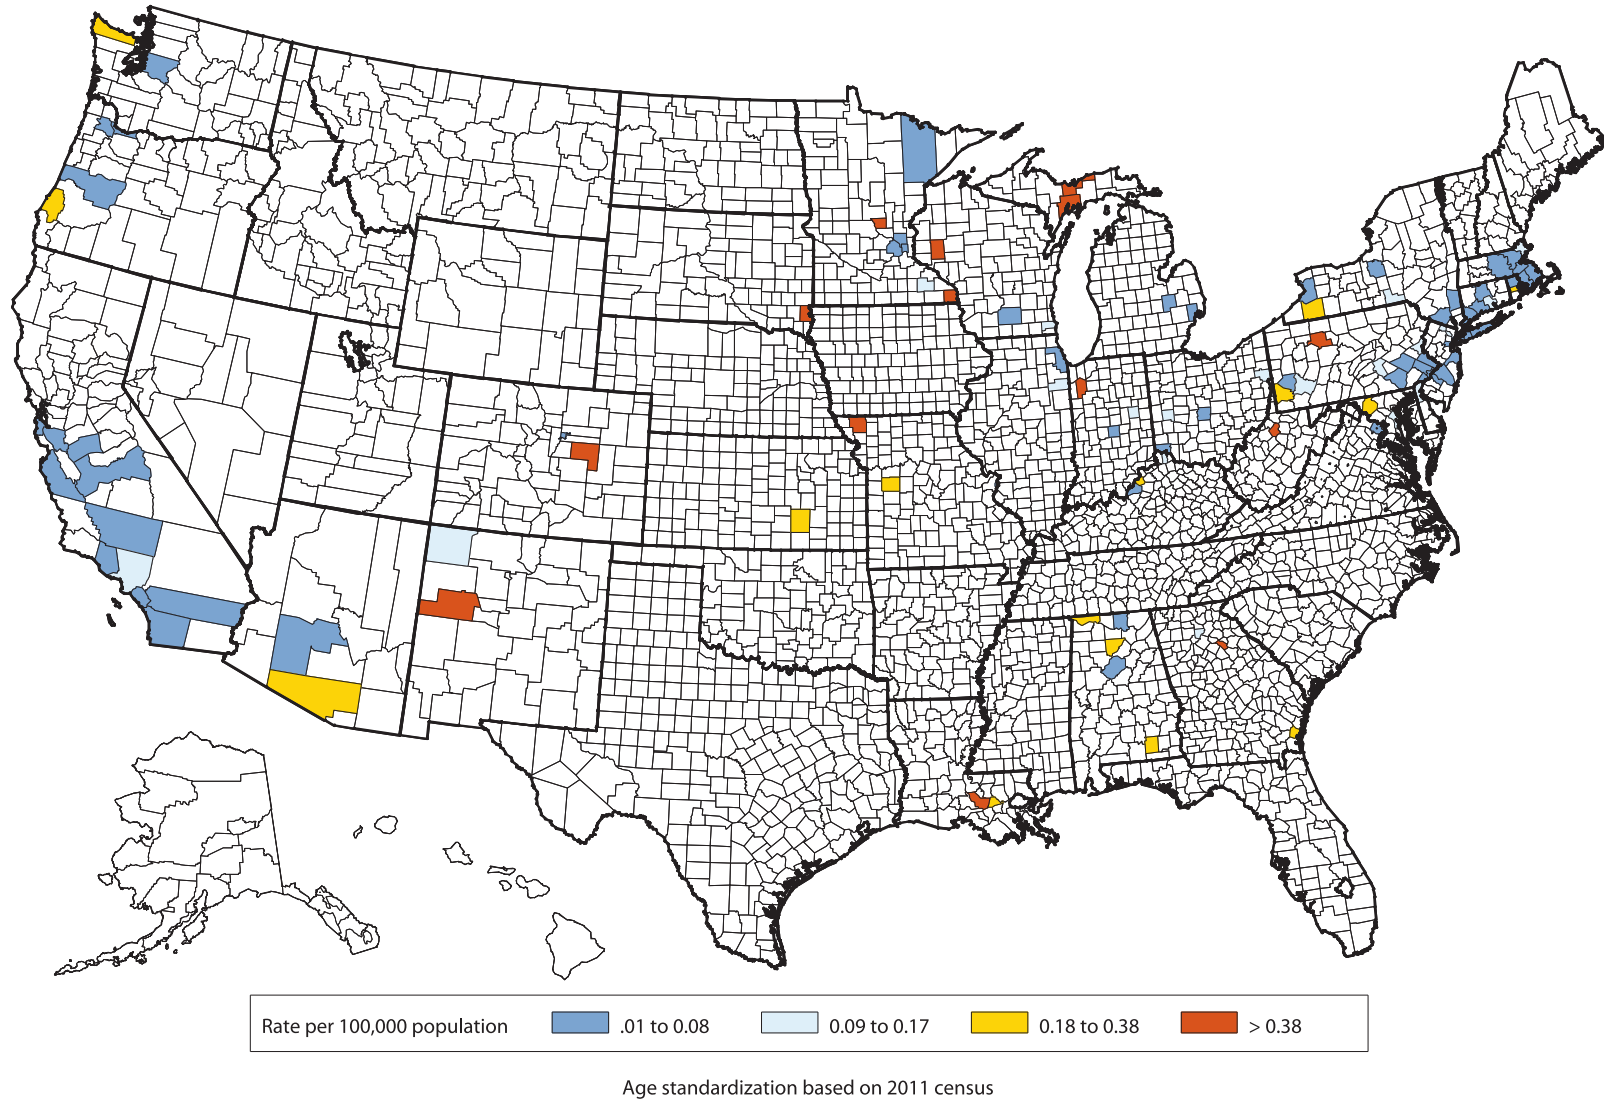 Rate per 100,000 population .01 to 0.08 0.09 to 0.17 0.18 to 0.38 > 0.38
Age standardization based on 2011 census